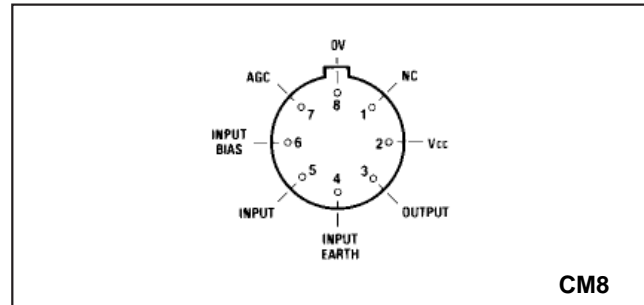 0V
AGC
NC
8
7
1
INPUT
BIAS
6
2
Vcc
5
4
3
INPUT
OUTPUT
INPUT
EARTH
CM8